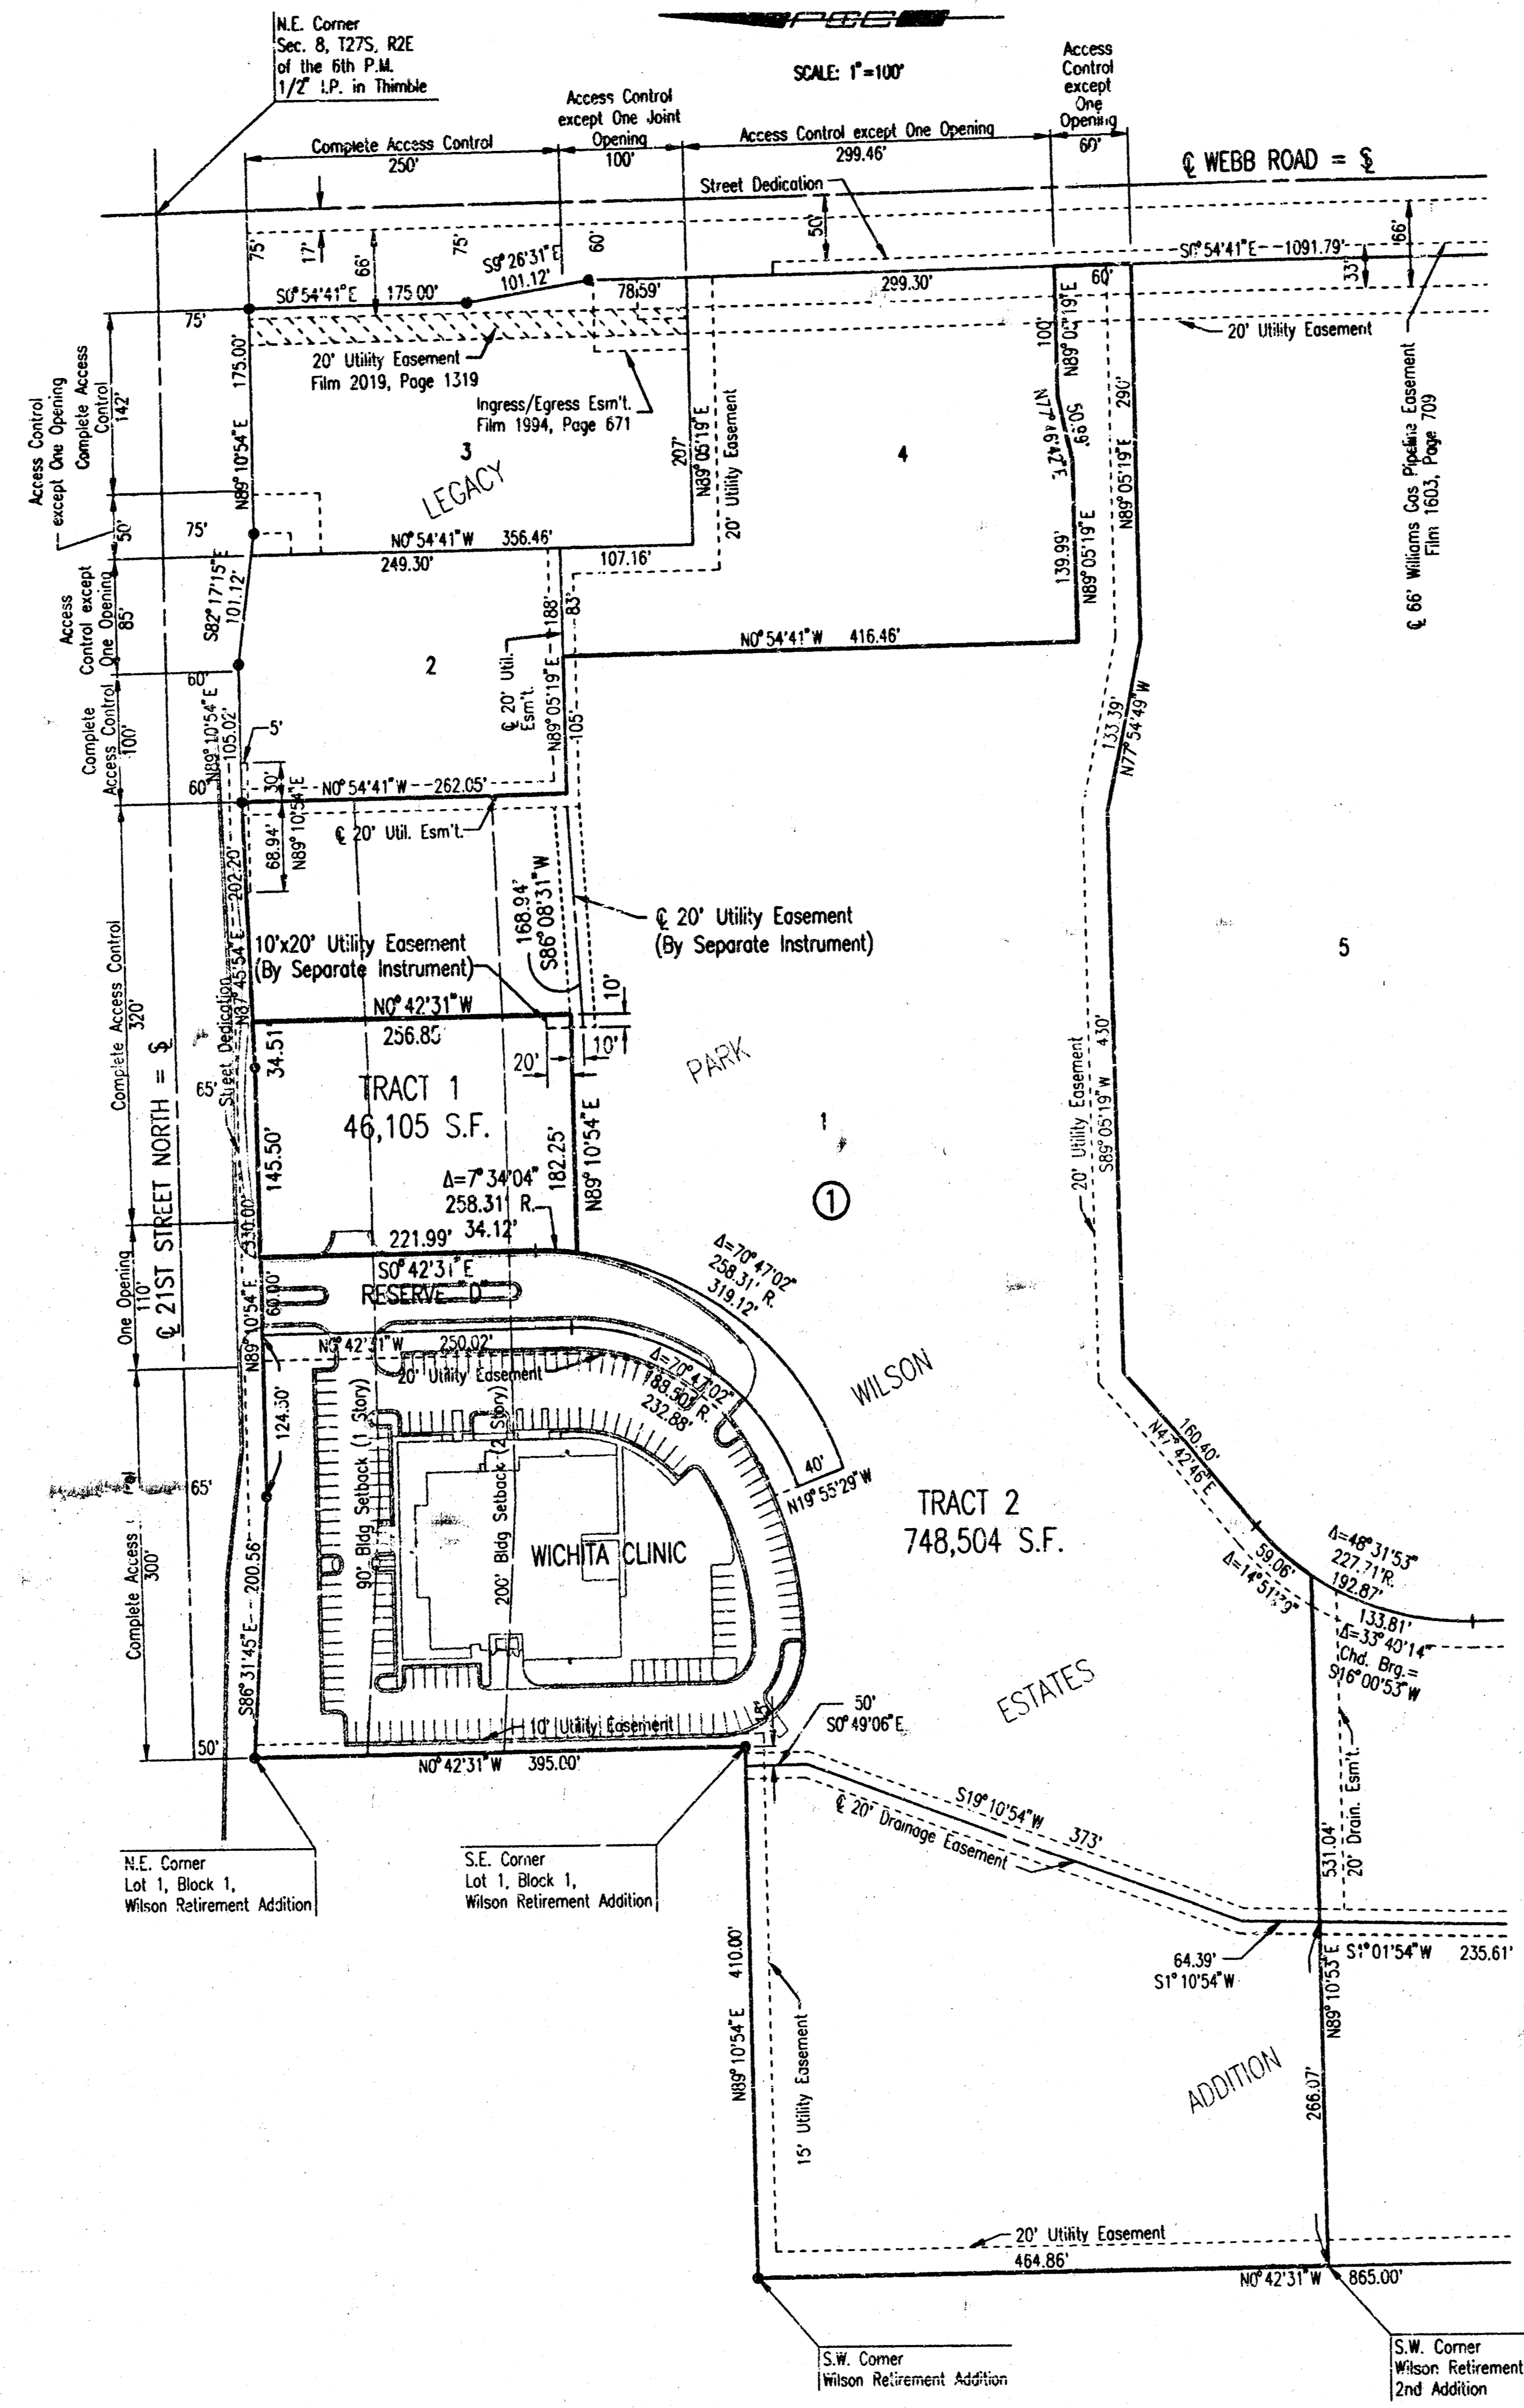 N.E. Corner
Sec. 8, T27S, R2E
of the 6th P.M.
1/2" I.P. in Thimble
SCALE: 1"=100'
Complete Access Control
250'
Access Control
except One Joint
Opening
100'
Access Control except One Opening
299.46'
Access
Control
except
One
Opening
60'
℄ WEBB ROAD =
Street Dedication
50'
75'
17'
66'
75'
60'
S9°26'31"E
101.12'
S0°54'41"E 175.00'
78.59'
299.30'
60'
S0°54'41"E 1091.79'
66'
33'
20' Utility Easement
℄ 66' Williams Gas Pipeline Easement
Film 1603, Page 709
75'
20' Utility Easement
Film 2019, Page 1319
Ingress/Egress Esm't.
Film 1994, Page 671
3
LEGACY
207'
N89°05'19"E
20' Utility Easement
4
100'
N89°05'19"E
50.99'
N77°46'42"E
139.99'
N89°05'19"E
290'
N89°05'19"E
Access Control
except One Opening
50'
Complete Access
Control
142'
175.00'
N89°10'54"E
75'
N0°54'41"W 356.46'
249.30'
107.16'
Access
Control except
One Opening
85'
S82°17'15"E
101.12'
60'
2
188'
83'
℄ 20' Util.
Esm't.
N89°05'19"E
105'
N0°54'41"W 416.46'
133.39'
N77°54'49"W
Complete
Access Control
100'
N89°10'54"E
105.02'
5'
60'
30'
68.94'
N89°10'54"E
N0°54'41"W 262.05'
℄ 20' Util. Esm't.
168.94'
S86°08'31"W
℄ 20' Utility Easement
(By Separate Instrument)
10'x20' Utility Easement
(By Separate Instrument)
5
Complete Access Control
320'
N87°45'54"E 202.20'
Street Dedication
N0°42'31"W
256.85'
10'
10'
20'
34.51'
65'
TRACT 1
46,105 S.F.
145.50'
182.25'
N89°10'54"E
Δ=7°34'04"
258.31' R.
34.12'
PARK
1
1
20' Utility Easement
S89°05'19"W 430'
℄ 21ST STREET NORTH =
330.00'
221.99'
S0°42'31"E
RESERVE "D"
One Opening
110'
N89°10'54"E
60.00'
N0°42'31"W 250.02'
20' Utility Easement
Δ=70°47'02"
258.31' R.
319.12'
Δ=70°47'02"
188.50' R.
232.88'
WILSON
40'
N19°55'29"W
124.50'
90' Bldg Setback (1 Story)
200' Bldg Setback (2 Story)
65'
WICHITA CLINIC
TRACT 2
748,504 S.F.
160.40'
N47°42'46"E
59.06'
Δ=48°31'53"
227.71'R.
192.87'
133.81'
Δ=33°40'14"
Chd. Brg.=
S16°00'53"W
Complete Access
300'
S86°31'45"E 200.56'
50'
10' Utility Easement
N0°42'31"W 395.00'
50'
S0°49'06"E
ESTATES
S19°10'54"W 373'
℄ 20' Drainage Easement
531.04'
20' Drain. Esm't.
N.E. Corner
Lot 1, Block 1,
Wilson Retirement Addition
S.E. Corner
Lot 1, Block 1,
Wilson Retirement Addition
64.39'
S1°10'54"W
S1°01'54"W 235.61'
N89°10'53"E
266.07'
410.00'
N89°10'54"E
15' Utility Easement
ADDITION
20' Utility Easement
464.86'
N0°42'31"W 865.00'
S.W. Corner
Wilson Retirement Addition
S.W. Corner
Wilson Retirement
2nd Addition